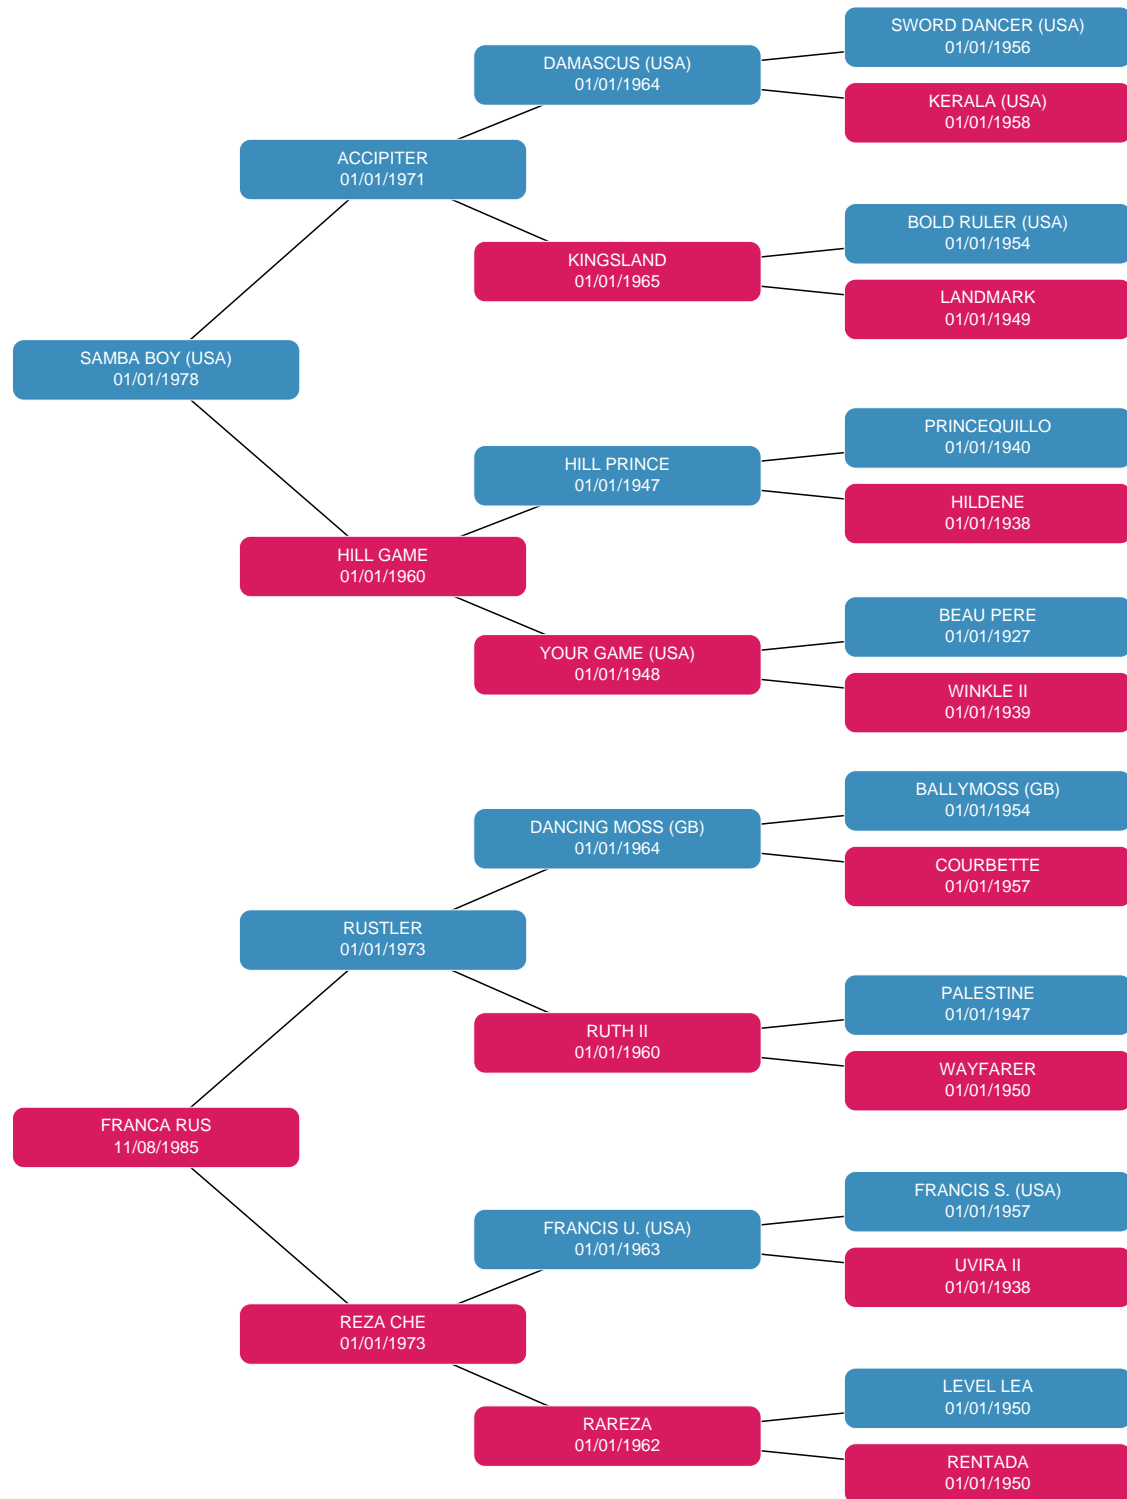 SWORD DANCER (USA)
01/01/1956
DAMASCUS (USA)
01/01/1964
KERALA (USA)
01/01/1958
ACCIPITER
01/01/1971
BOLD RULER (USA)
01/01/1954
KINGSLAND
01/01/1965
LANDMARK
01/01/1949
SAMBA BOY (USA)
01/01/1978
PRINCEQUILLO
01/01/1940
HILL PRINCE
01/01/1947
HILDENE
01/01/1938
HILL GAME
01/01/1960
BEAU PERE
01/01/1927
YOUR GAME (USA)
01/01/1948
WINKLE II
01/01/1939
BALLYMOSS (GB)
01/01/1954
DANCING MOSS (GB)
01/01/1964
COURBETTE
01/01/1957
RUSTLER
01/01/1973
PALESTINE
01/01/1947
RUTH II
01/01/1960
WAYFARER
01/01/1950
FRANCA RUS
11/08/1985
FRANCIS S. (USA)
01/01/1957
FRANCIS U. (USA)
01/01/1963
UVIRA II
01/01/1938
REZA CHE
01/01/1973
LEVEL LEA
01/01/1950
RAREZA
01/01/1962
RENTADA
01/01/1950